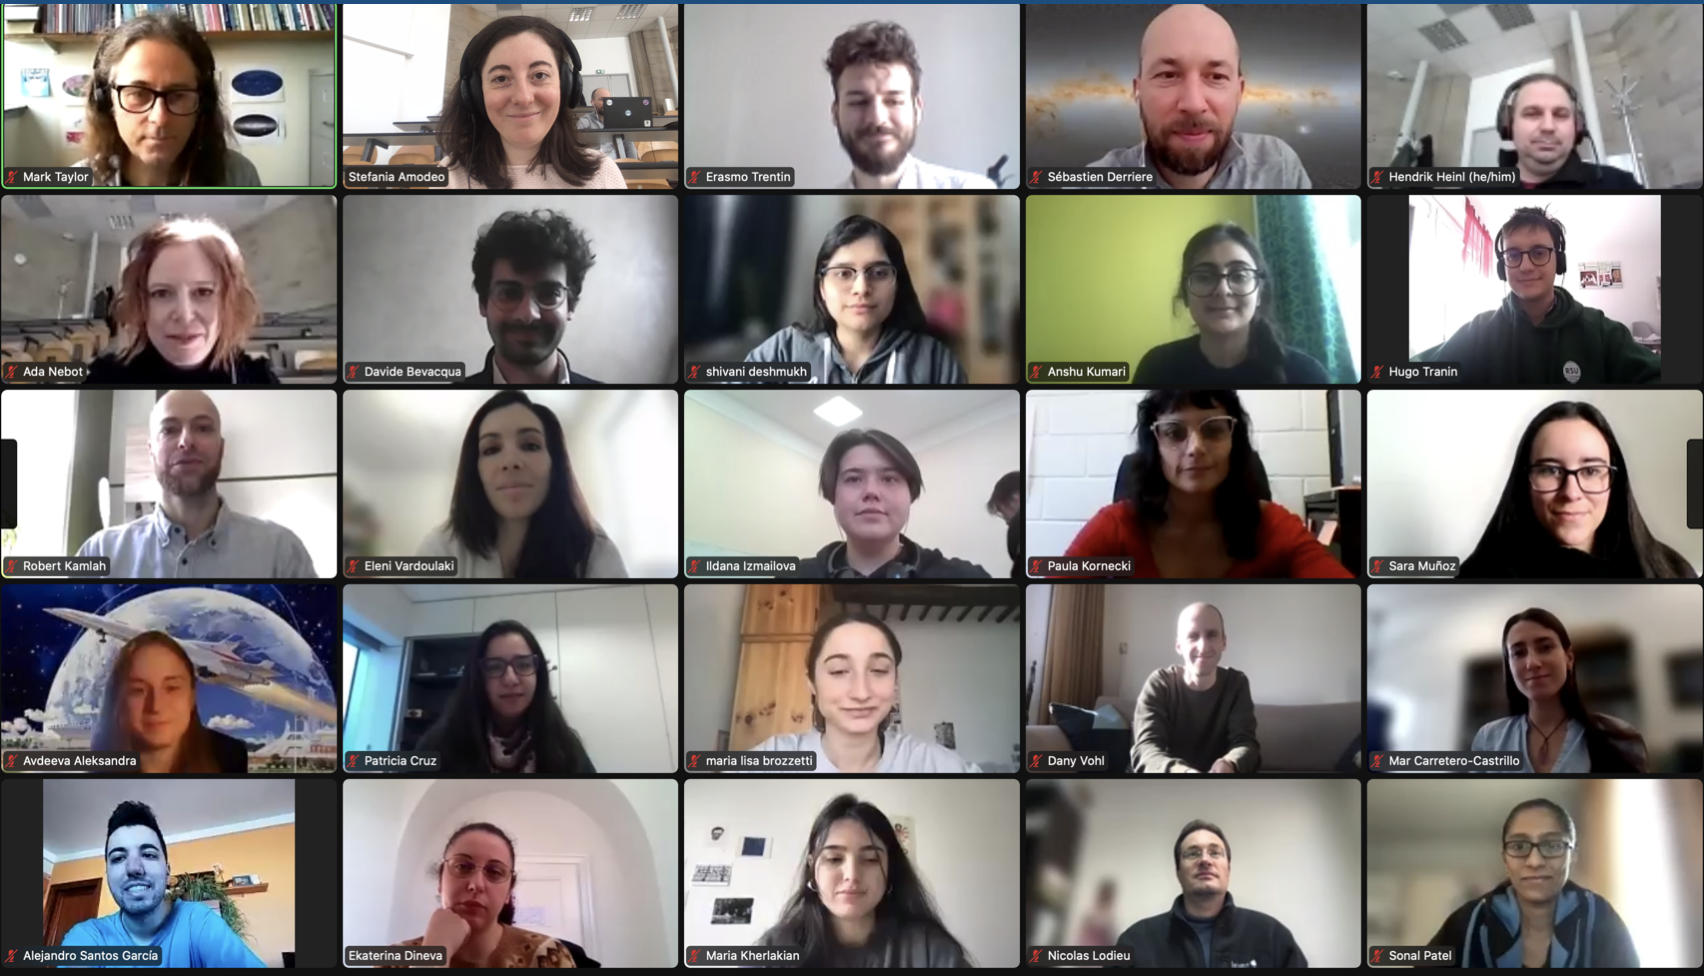 Mark Taylor
Stefania Amodeo
Erasmo Trentin
Sébastien Derriere
Hendrik Heinl (he/him)
Ada Nebot
Davide Bevacqua
shivani deshmukh
Anshu Kumari
Hugo Tranin
RSU
Robert Kamlah
Eleni Vardoulaki
Ildana Izmailova
Paula Kornecki
Sara Muñoz
Avdeeva Aleksandra
Patricia Cruz
maria lisa brozzetti
Dany Vohl
Mar Carretero-Castrillo
Alejandro Santos García
Ekaterina Dineva
Maria Kherlakian
Nicolas Lodieu
Sonal Patel